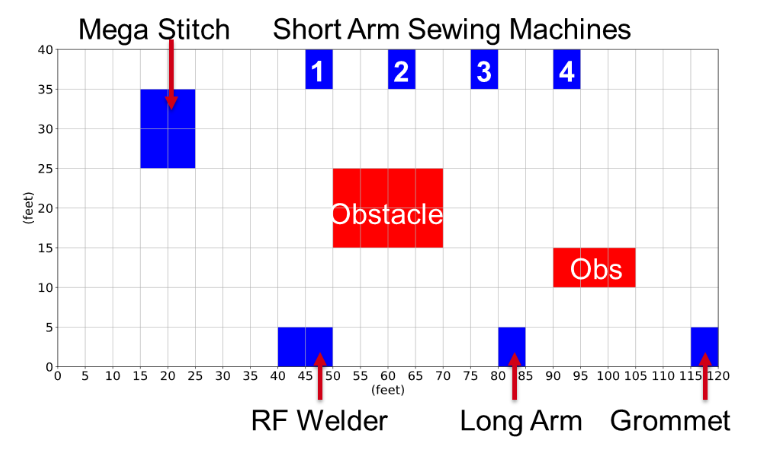 Mega Stitch Short Arm Sewing Machines
40
1 2 3 4
35
30
25
(feet)
20
Obstacle
15
Obs
10
5
0
0 5 10 15 20 25 30 35 40 45 50 55 60 65 70 75 80 85 90 95 100 105 110 115 120
(feet)
RF Welder Long Arm Grommet